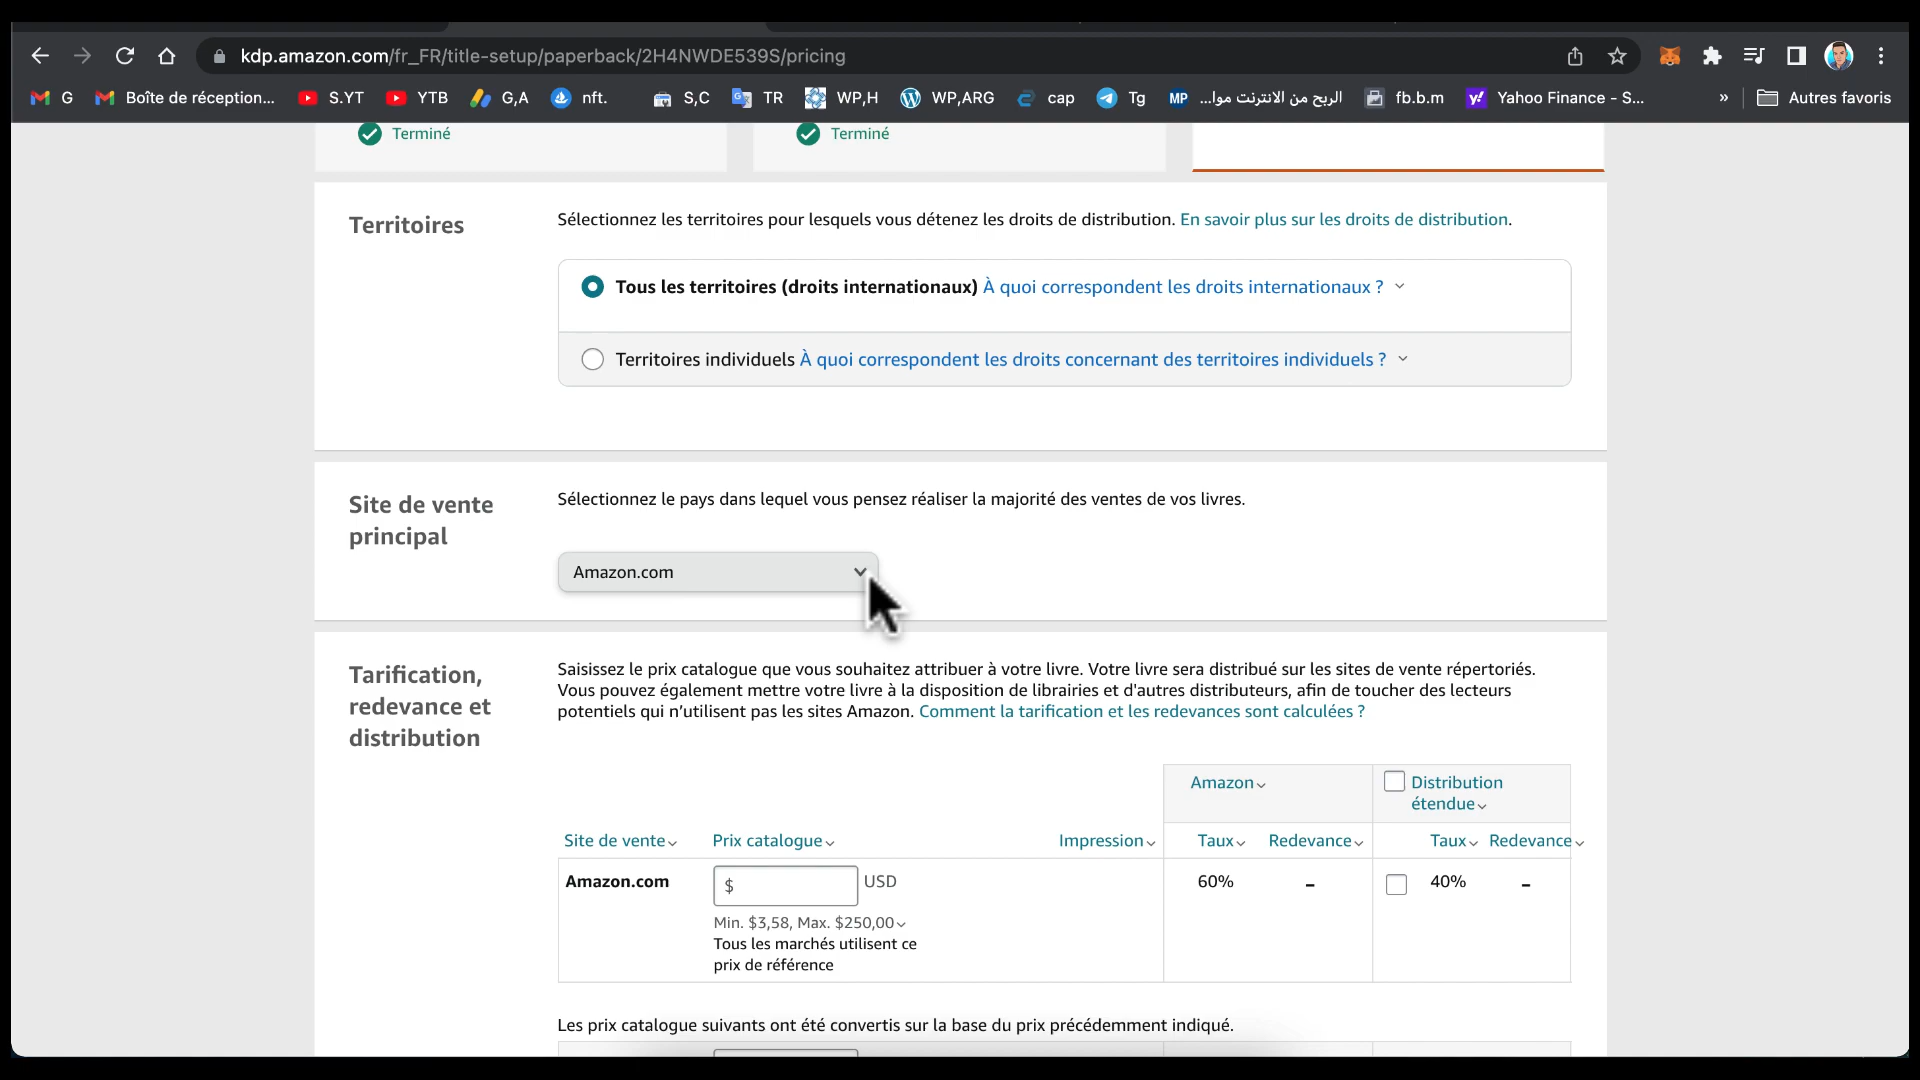 kdp.amazon.com/fr_FR/title-setup/paperback/2H4NWDE539S/pricing
G Boîte de réception... S.YT YTB G,A nft. S,C TR WP,H WP,ARG cap Tg MP الربح من الانترنت موا... fb.b.m Yahoo Finance - S... » Autres favoris
Terminé Terminé
Territoires
Sélectionnez les territoires pour lesquels vous détenez les droits de distribution. En savoir plus sur les droits de distribution.
Tous les territoires (droits internationaux) À quoi correspondent les droits internationaux ?
Territoires individuels À quoi correspondent les droits concernant des territoires individuels ?
Site de vente
principal
Sélectionnez le pays dans lequel vous pensez réaliser la majorité des ventes de vos livres.
Amazon.com
Tarification,
redevance et
distribution
Saisissez le prix catalogue que vous souhaitez attribuer à votre livre. Votre livre sera distribué sur les sites de vente répertoriés.
Vous pouvez également mettre votre livre à la disposition de librairies et d'autres distributeurs, afin de toucher des lecteurs
potentiels qui n’utilisent pas les sites Amazon. Comment la tarification et les redevances sont calculées ?
Amazon Distribution
étendue
Site de vente Prix catalogue Impression Taux Redevance Taux Redevance
Amazon.com $ USD 60% – 40% –
Min. $3,58, Max. $250,00
Tous les marchés utilisent ce
prix de référence
Les prix catalogue suivants ont été convertis sur la base du prix précédemment indiqué.